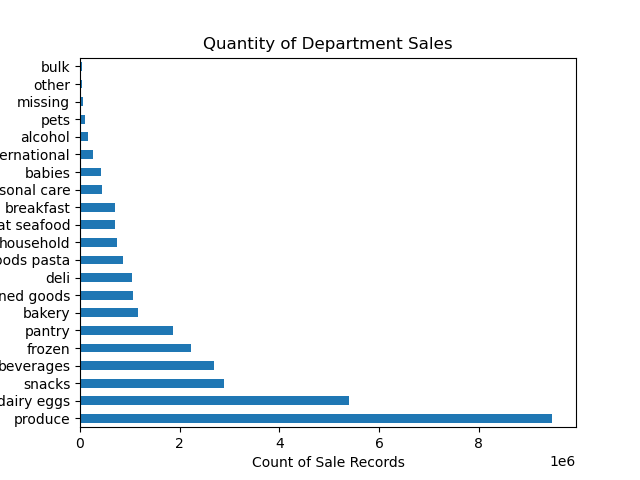 Quantity of Department Sales
bulk
other
missing
pets
alcohol
ernational
babies
sonal care
breakfast
at seafood
household
oods pasta
deli
ned goods
bakery
pantry
frozen
beverages
snacks
dairy eggs
produce
0 2 4 6 8
1e6
Count of Sale Records